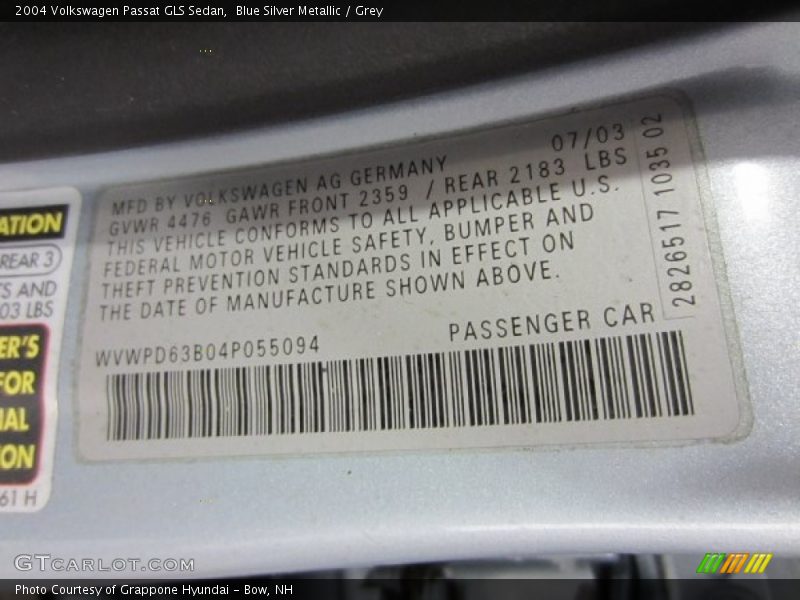 2004 Volkswagen Passat GLS Sedan, Blue Silver Metallic / Grey
MFD BY VOLKSWAGEN AG GERMANY 07/03
GVWR 4476 GAWR FRONT 2359 / REAR 2183 LBS
THIS VEHICLE CONFORMS TO ALL APPLICABLE U.S.
FEDERAL MOTOR VEHICLE SAFETY, BUMPER AND
THEFT PREVENTION STANDARDS IN EFFECT ON
THE DATE OF MANUFACTURE SHOWN ABOVE.
2826517 1035 02
WVWPD63B04P055094 PASSENGER CAR
ATION
REAR 3
TS AND
03 LBS
ER'S
FOR
IAL
ON
61 H
GTCARLOT.COM
Photo Courtesy of Grappone Hyundai - Bow, NH